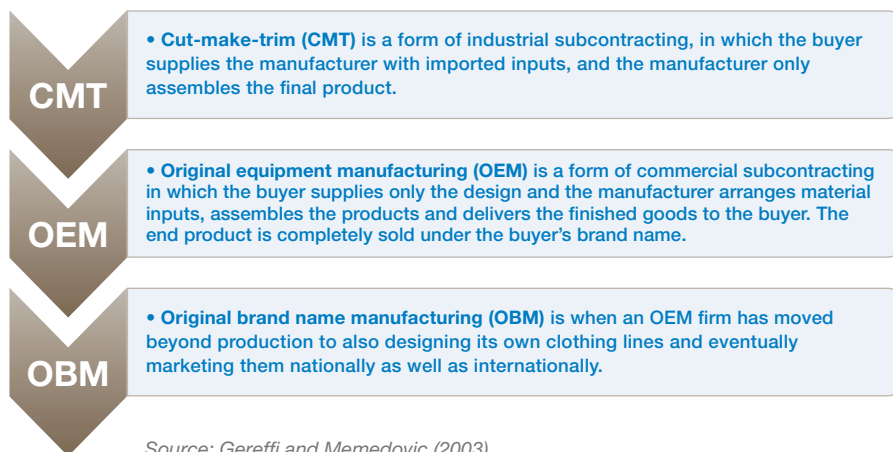 CMT
• Cut-make-trim (CMT) is a form of industrial subcontracting, in which the buyer
supplies the manufacturer with imported inputs, and the manufacturer only
assembles the final product.
OEM
• Original equipment manufacturing (OEM) is a form of commercial subcontracting
in which the buyer supplies only the design and the manufacturer arranges material
inputs, assembles the products and delivers the finished goods to the buyer. The
end product is completely sold under the buyer's brand name.
OBM
• Original brand name manufacturing (OBM) is when an OEM firm has moved
beyond production to also designing its own clothing lines and eventually
marketing them nationally as well as internationally.
Source: Gereffi and Memedovic (2003)